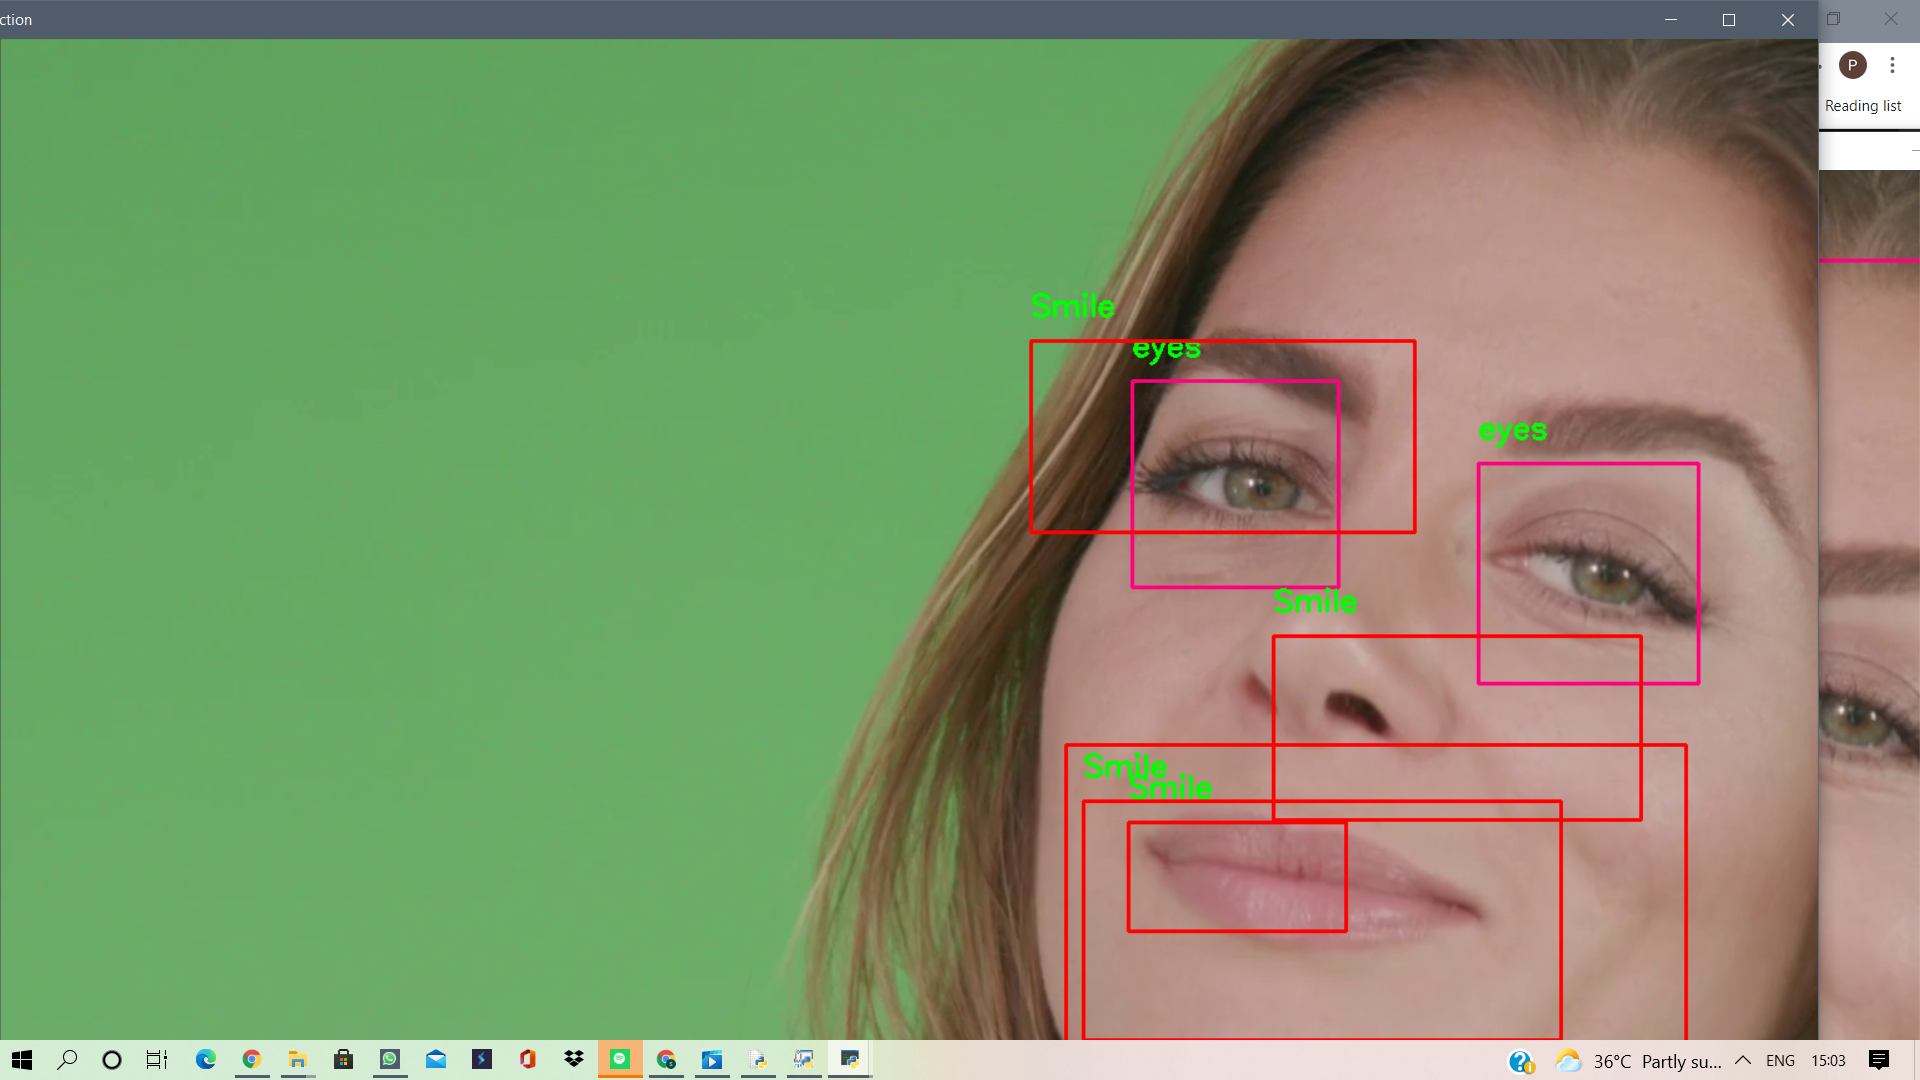 ction
P
Reading list
Smile
eyes
eyes
Smile
Smile
Smile
36°C Partly su...
ENG
15:03